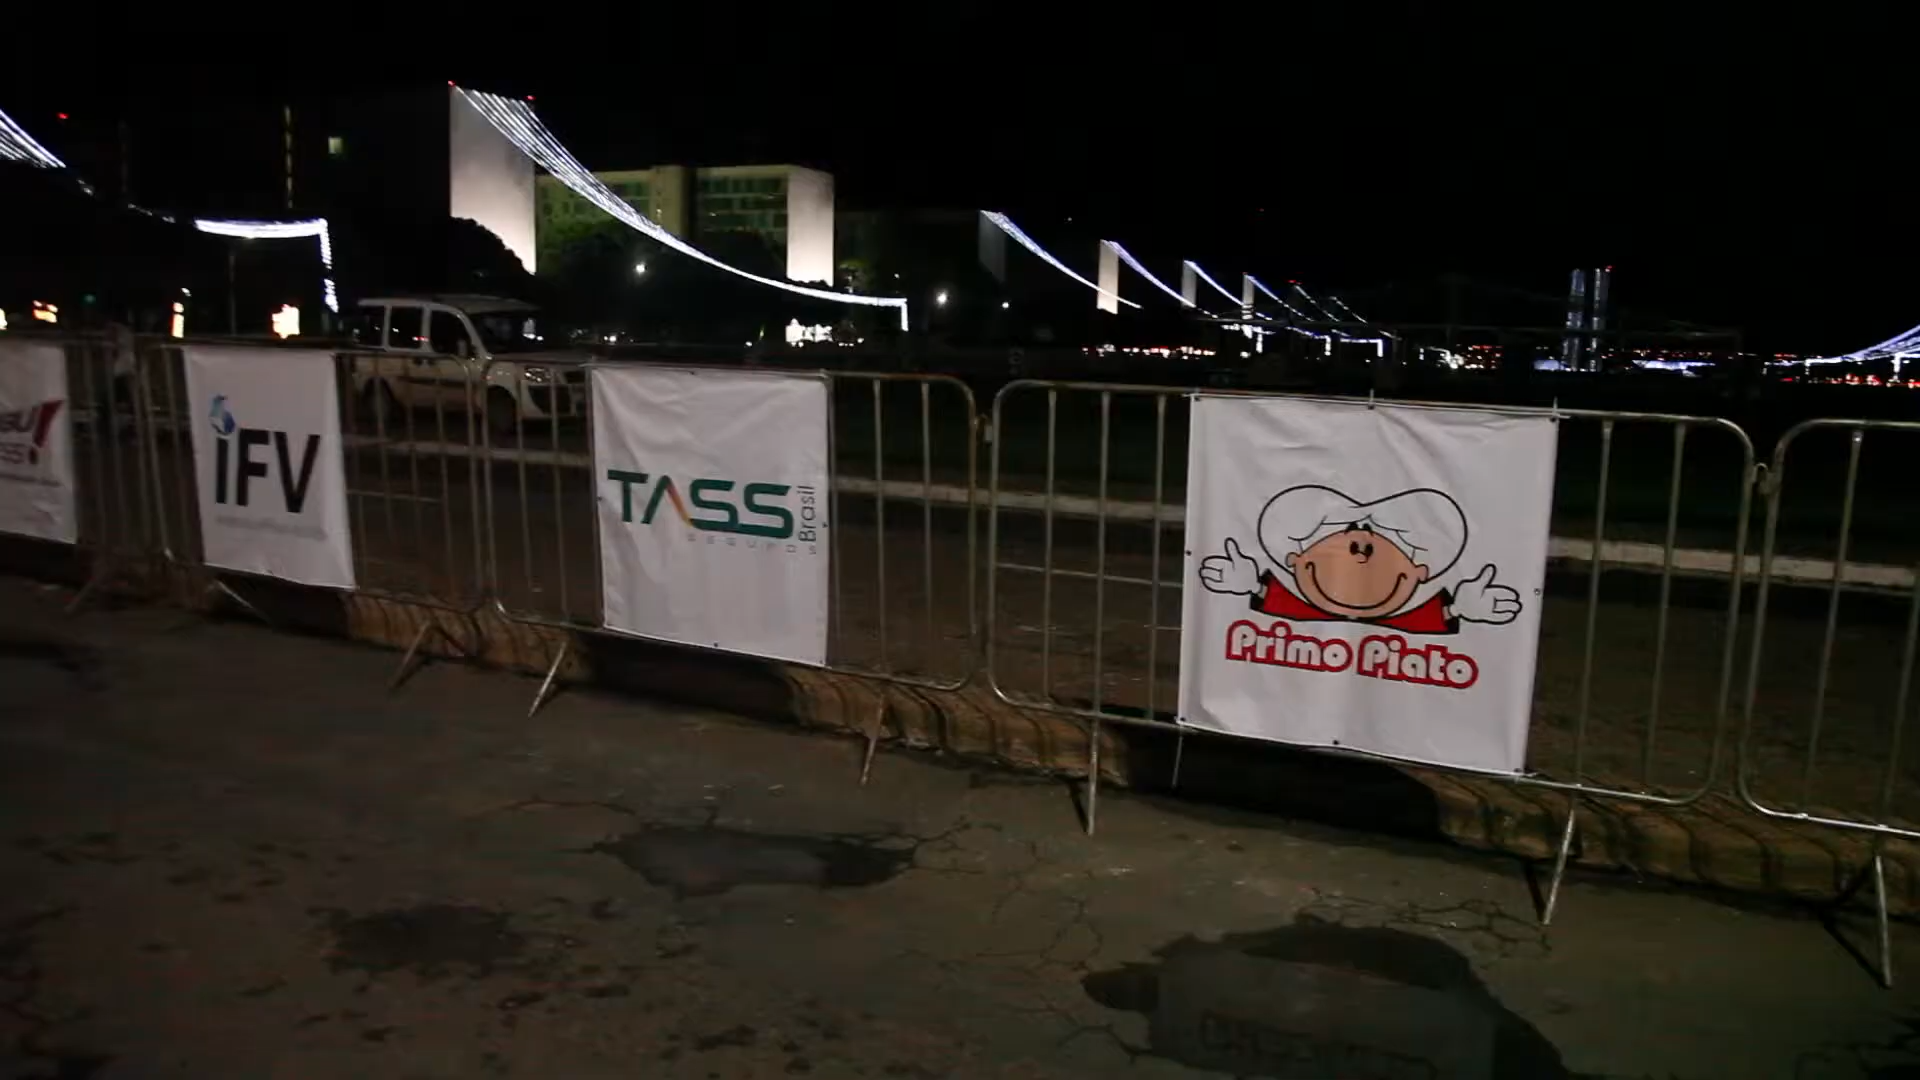 iFV
TASS
Brasil
SEGUROS
Primo Piato